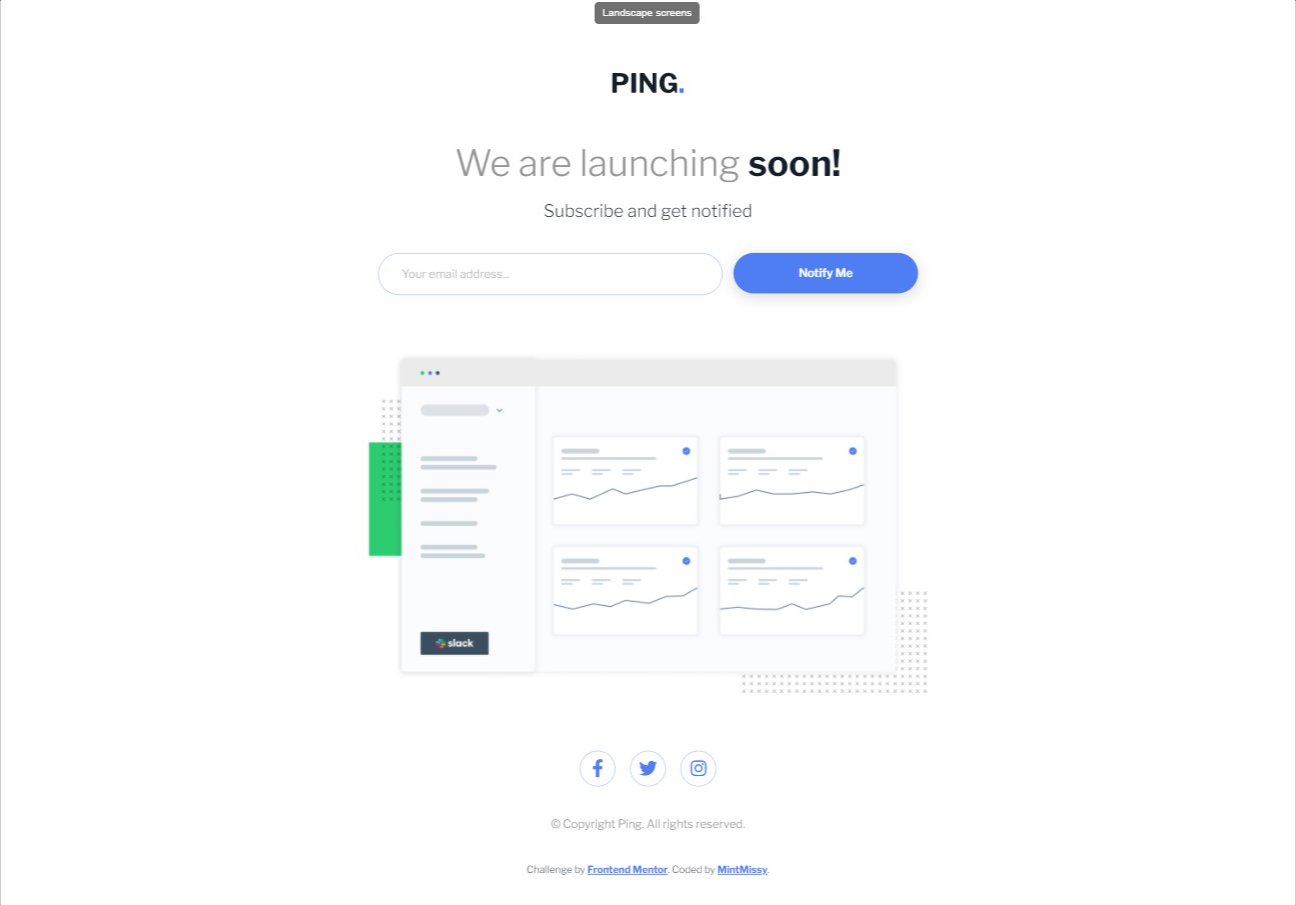 Landscape screens
PING.
We are launching soon!
Subscribe and get notified
Your email address...
Notify Me
slack
© Copyright Ping. All rights reserved.
Challenge by Frontend Mentor. Coded by MintMissy.